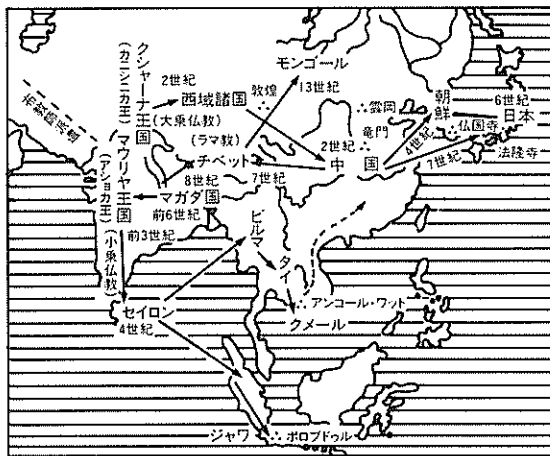 モンゴール
13世紀
敦煌
2世紀
西域諸国
(大乗仏教)
クシャーナ王国
(カニシニカ王)
マウリヤ王国
(アショカ王)
(小乗仏教)
前3世紀
(ラマ教)
チベット
8世紀
7世紀
マガダ国
前6世紀
雲岡
竜門
2世紀
中国
朝鮮
4世紀
仏国寺
6世紀
日本
7世紀
法隆寺
ビルマ
タイ
アンコール・ワット
クメール
セイロン
4世紀
ジャワ
ボロブドゥル